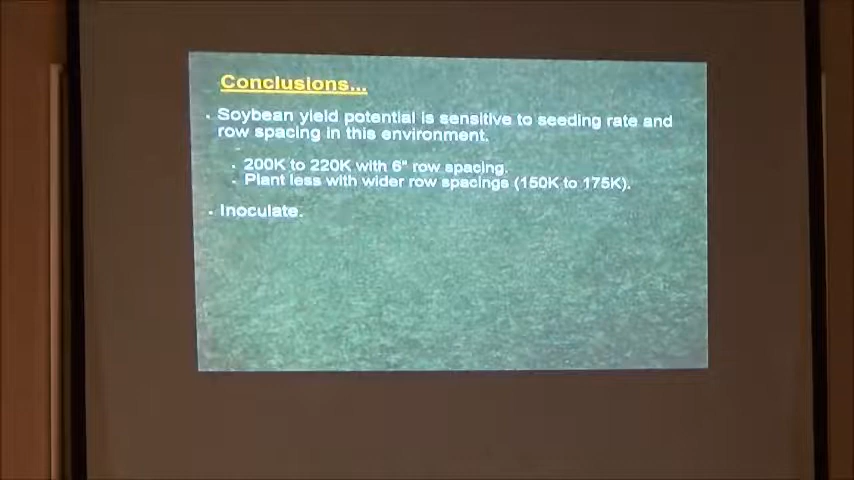 Conclusions...
Soybean yield potential is sensitive to seeding rate and
row spacing in this environment.
200K to 220K with 6" row spacing.
Plant less with wider row spacings (150K to 175K).
Inoculate.